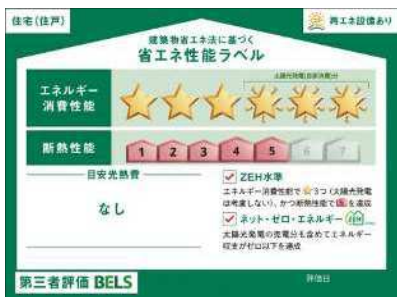 住宅(住戸)
再エネ設備あり
建築物省エネ法に基づく
省エネ性能ラベル
太陽光発電(自家消費)分
エネルギー
消費性能
断熱性能
1 2 3 4 5 6 7
目安光熱費
なし
ZEH水準
エネルギー消費性能で★3つ(太陽光発電
は考慮しない)、かつ断熱性能で5を達成
ネット・ゼロ・エネルギー
太陽光発電の売電分も含めてエネルギー
収支がゼロ以下を達成
第三者評価 BELS
評価日